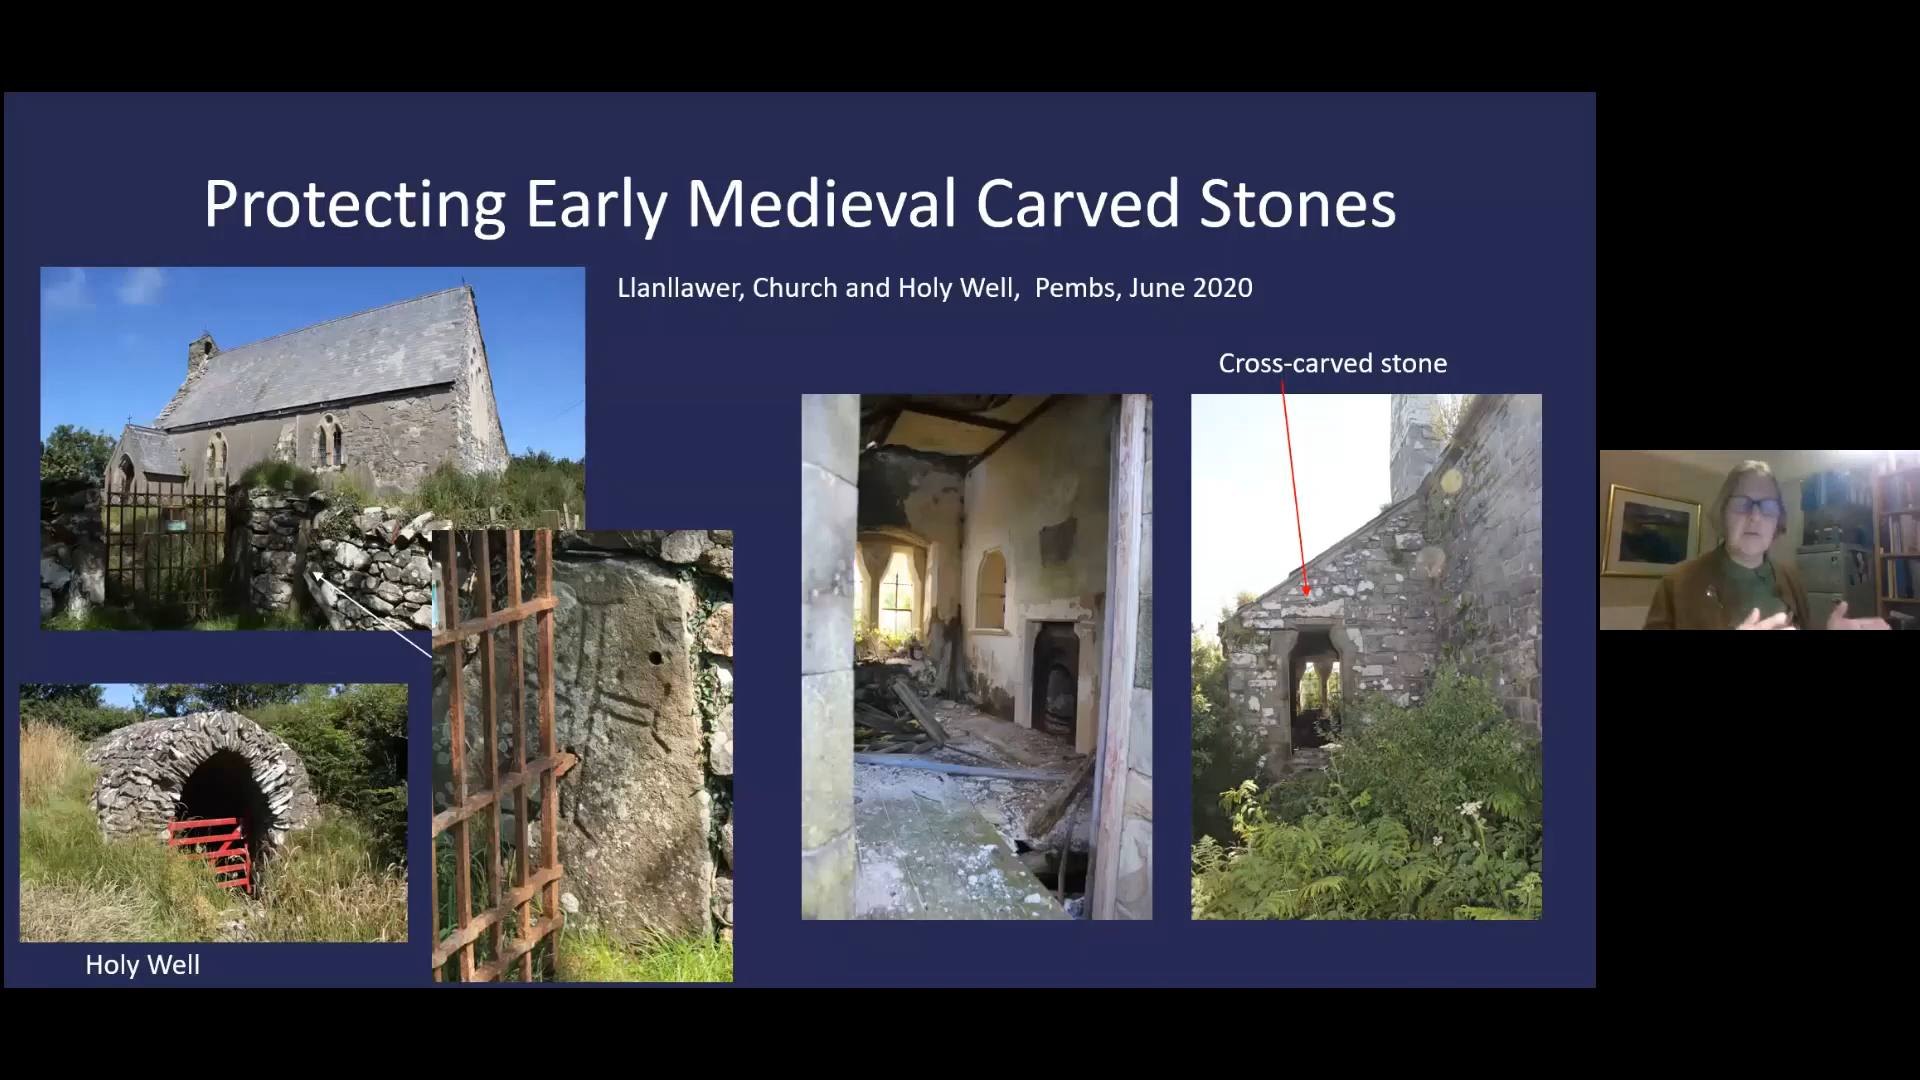 Protecting Early Medieval Carved Stones
Llanllawer, Church and Holy Well, Pembs, June 2020
Cross-carved stone
Holy Well